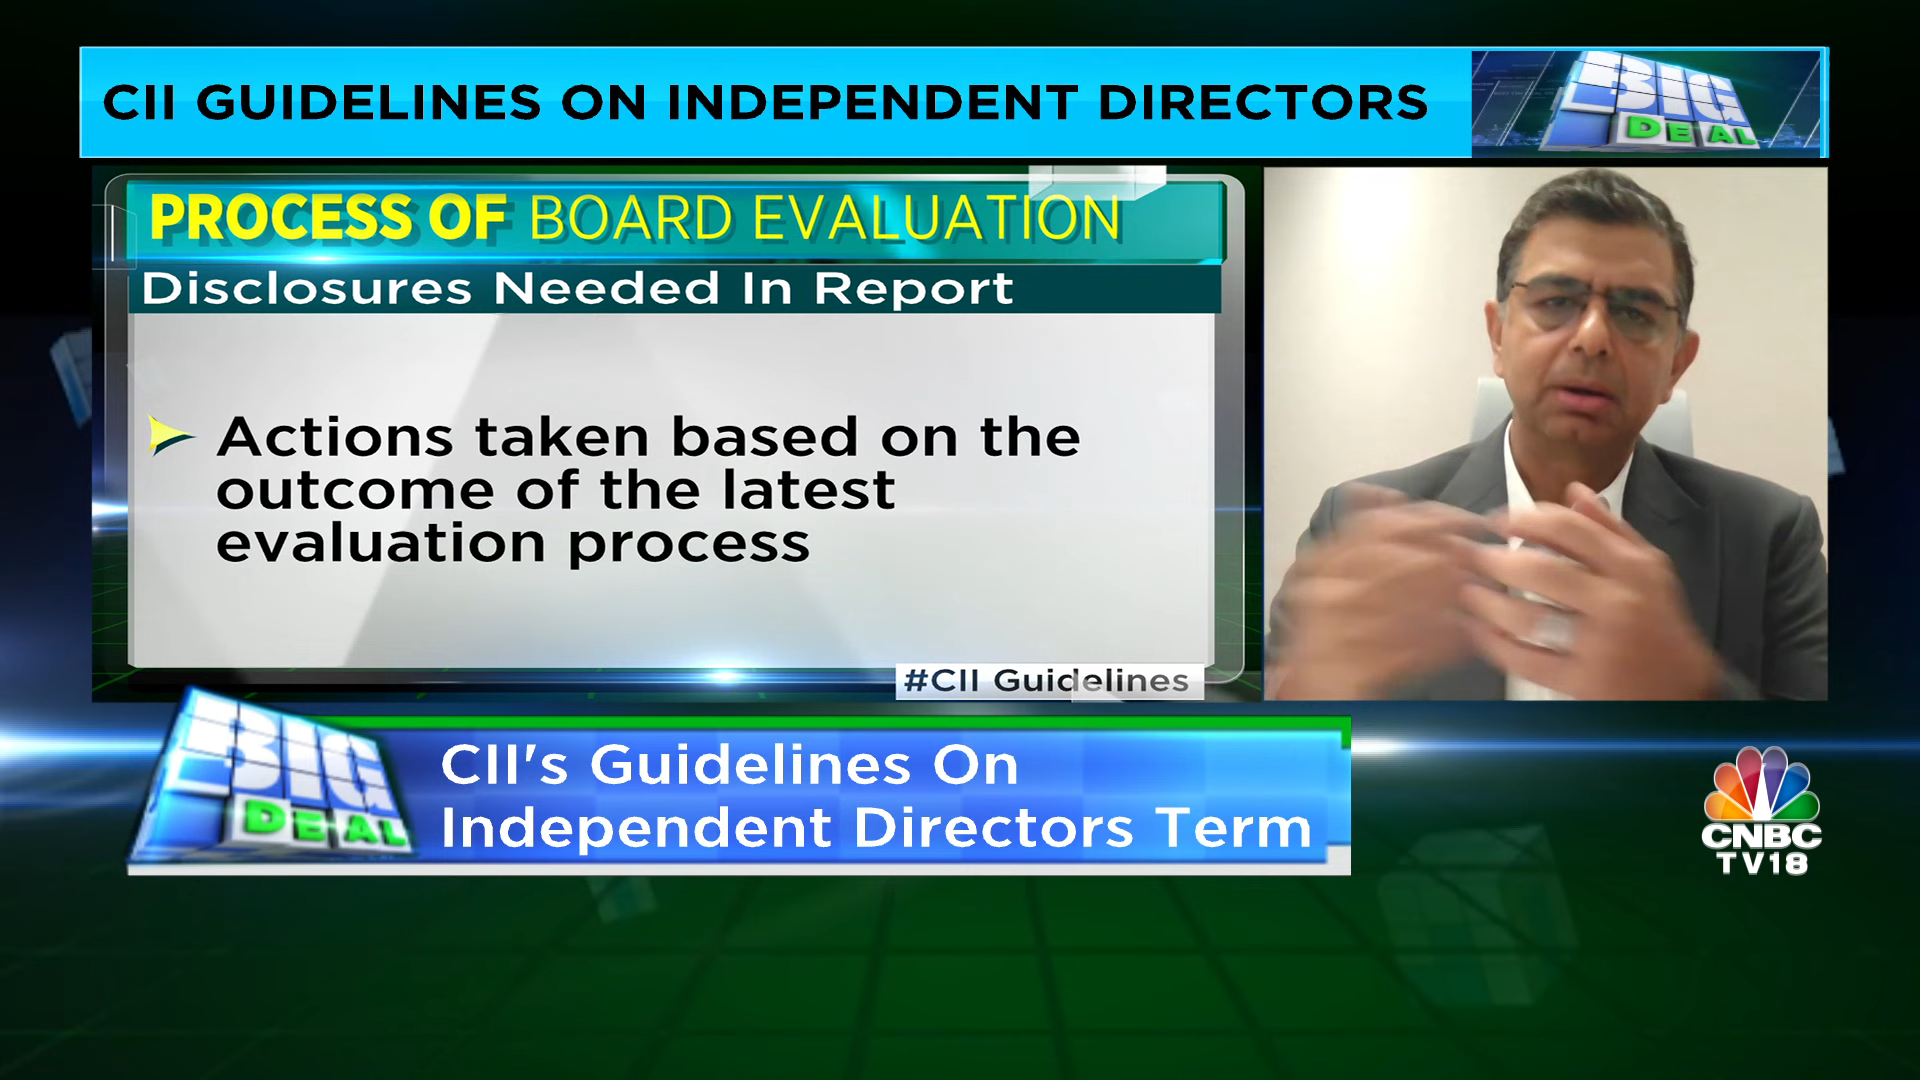 CII GUIDELINES ON INDEPENDENT DIRECTORS
BIG
DEAL
PROCESS OF BOARD EVALUATION
Disclosures Needed In Report
Actions taken based on the
outcome of the latest
evaluation process
#CII Guidelines
BIG
DEAL
CII's Guidelines On
Independent Directors Term
CNBC
TV18